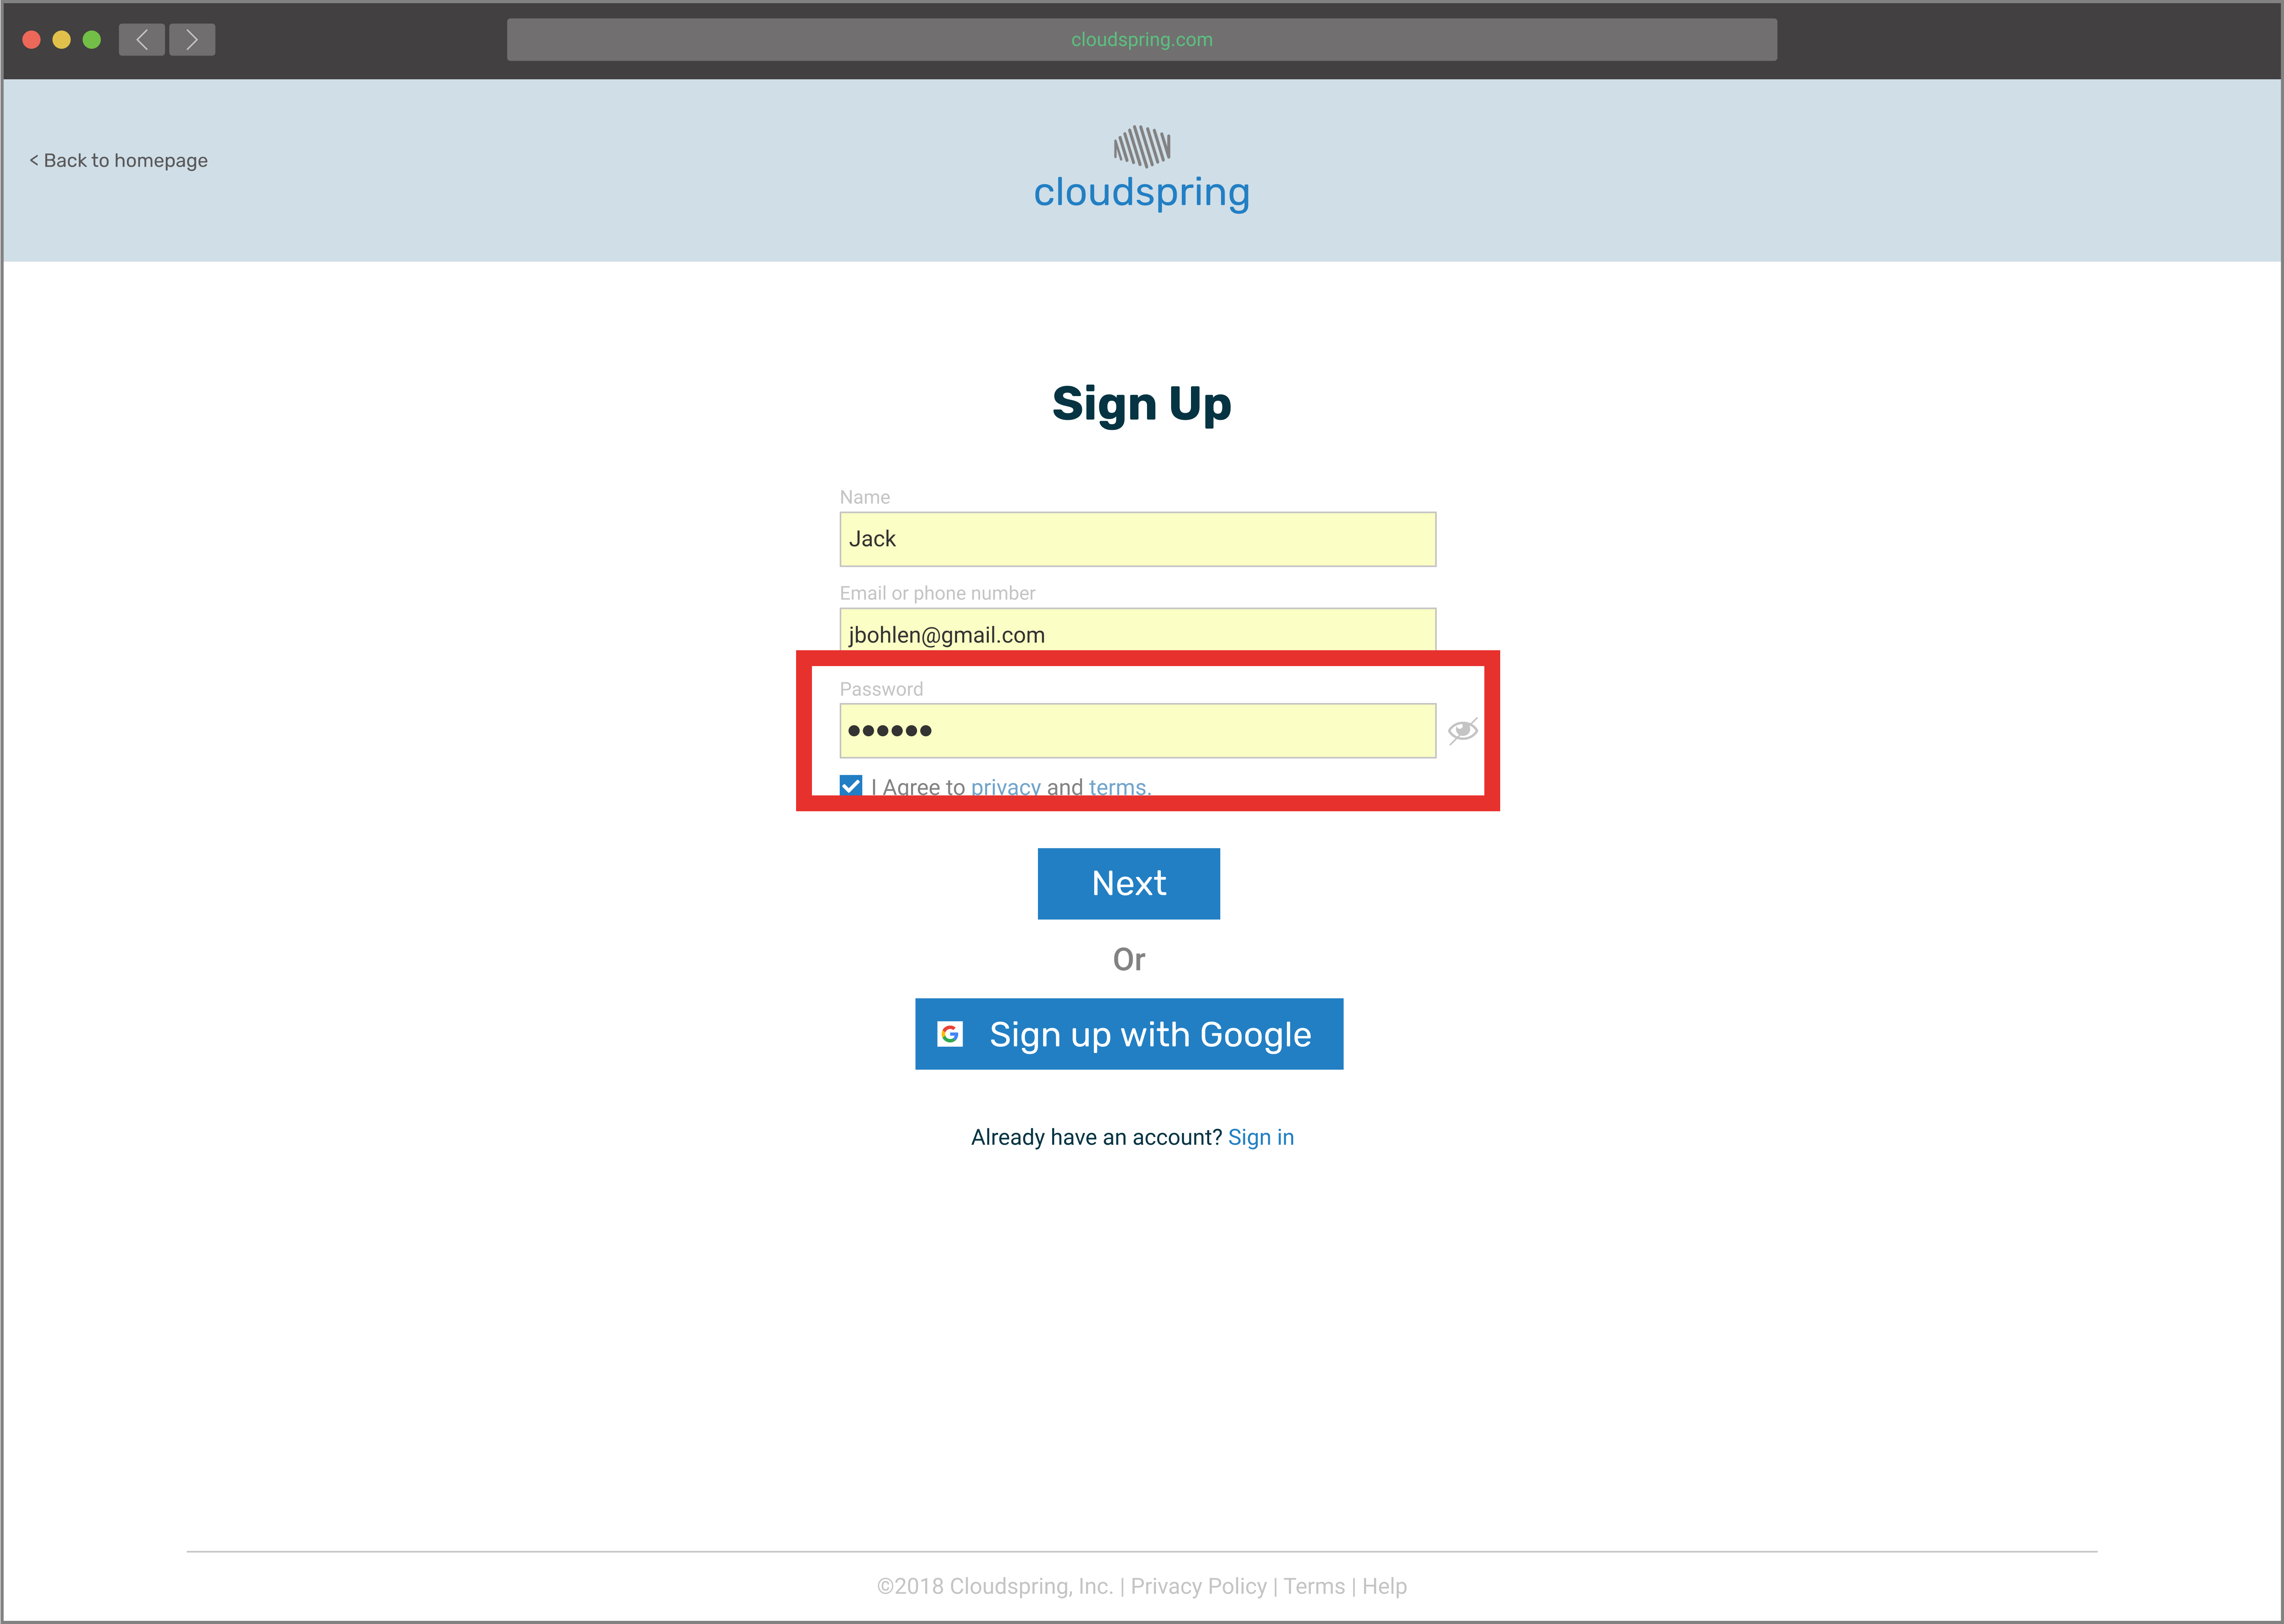 cloudspring.com
< Back to homepage
cloudspring
Sign Up
Name
Jack
Email or phone number
jbohlen@gmail.com
Password
••••••
I Agree to privacy and terms.
Next
Or
Sign up with Google
Already have an account? Sign in
©2018 Cloudspring, Inc. | Privacy Policy | Terms | Help